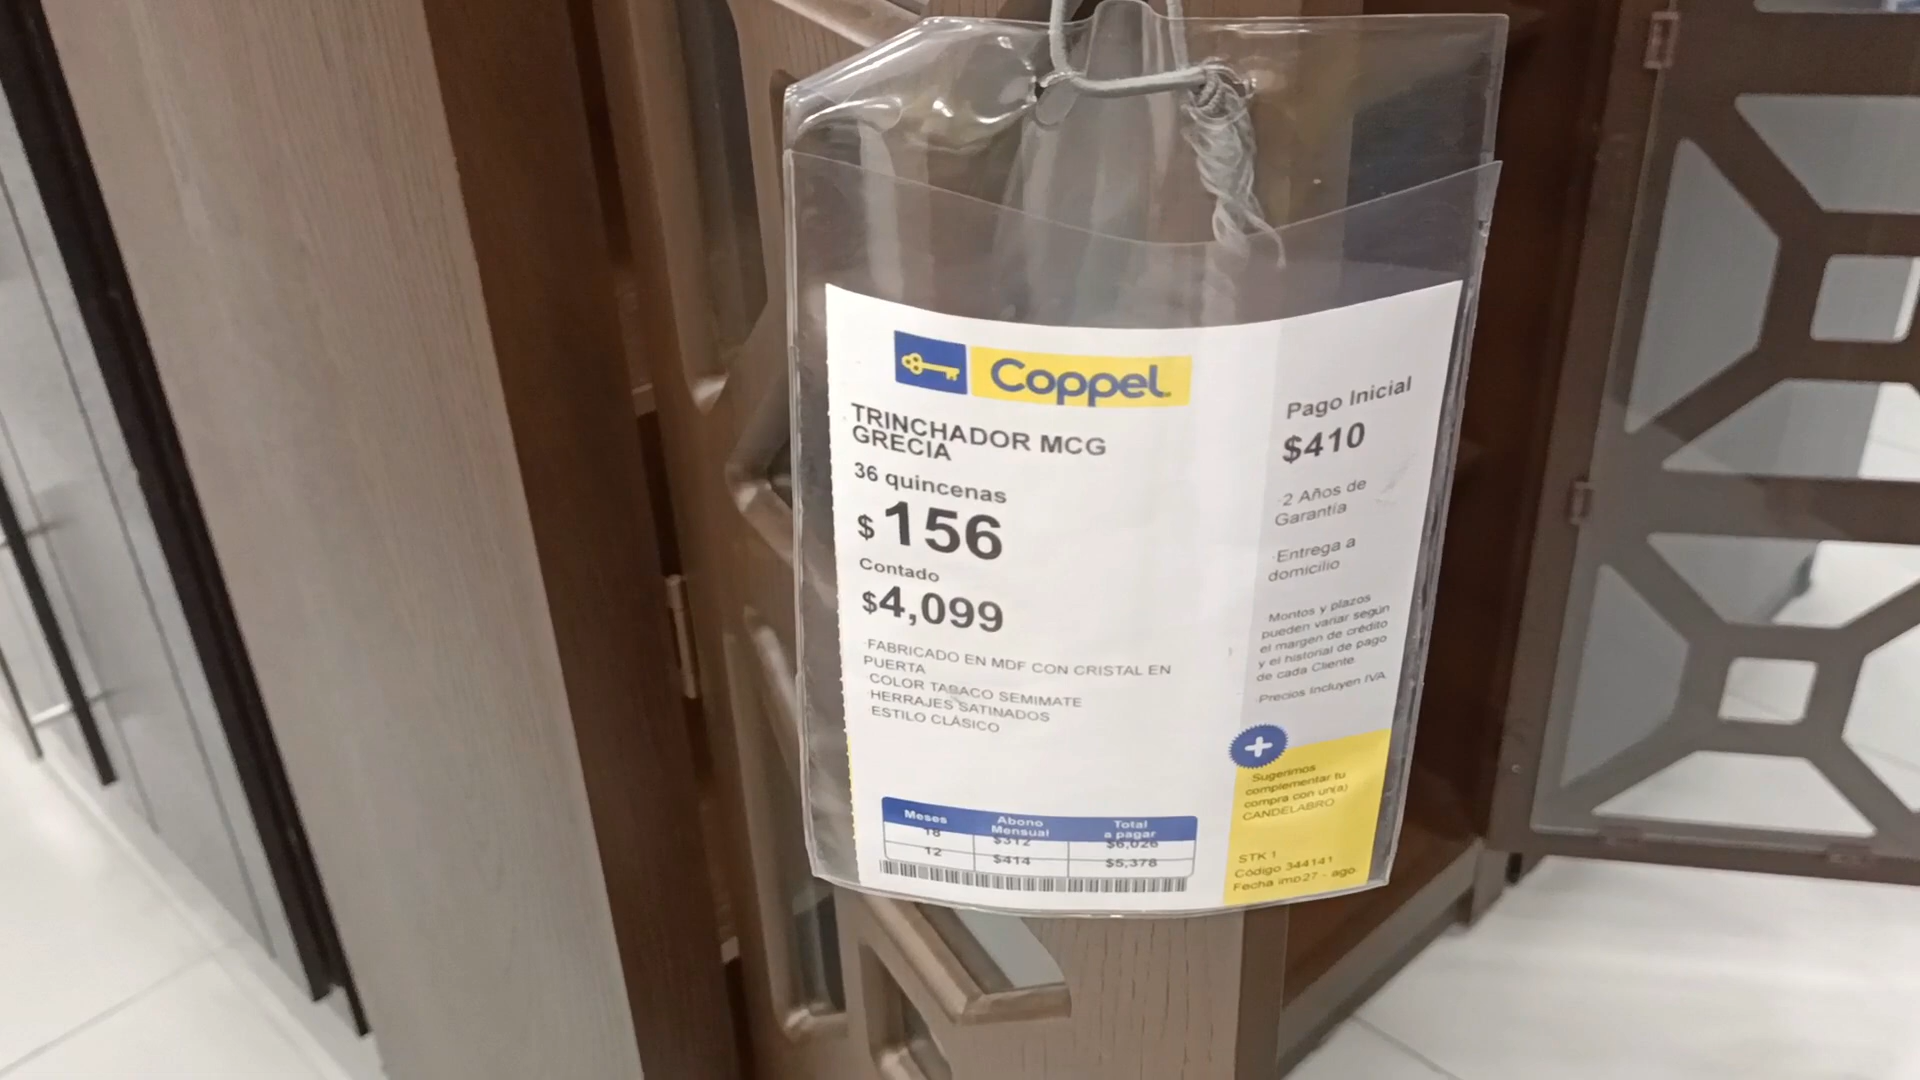 Coppel
TRINCHADOR MCG
GRECIA
36 quincenas
$ 156
Contado
$4,099
·FABRICADO EN MDF CON CRISTAL EN
PUERTA
COLOR TABACO SEMIMATE
HERRAJES SATINADOS
ESTILO CLÁSICO
Meses Abono Mensual Total a pagar
18 $312 $6,026
12 $414 $5,378
Pago Inicial
$410
·2 Años de
Garantía
·Entrega a
domicilio
Montos y plazos
pueden variar según
el margen de crédito
y el historial de pago
de cada Cliente.
·Precios Incluyen IVA.
+
Sugerimos
complementar tu
compra con un(a)
CANDELABRO
STK 1
Código 344141
Fecha imp27 - ago